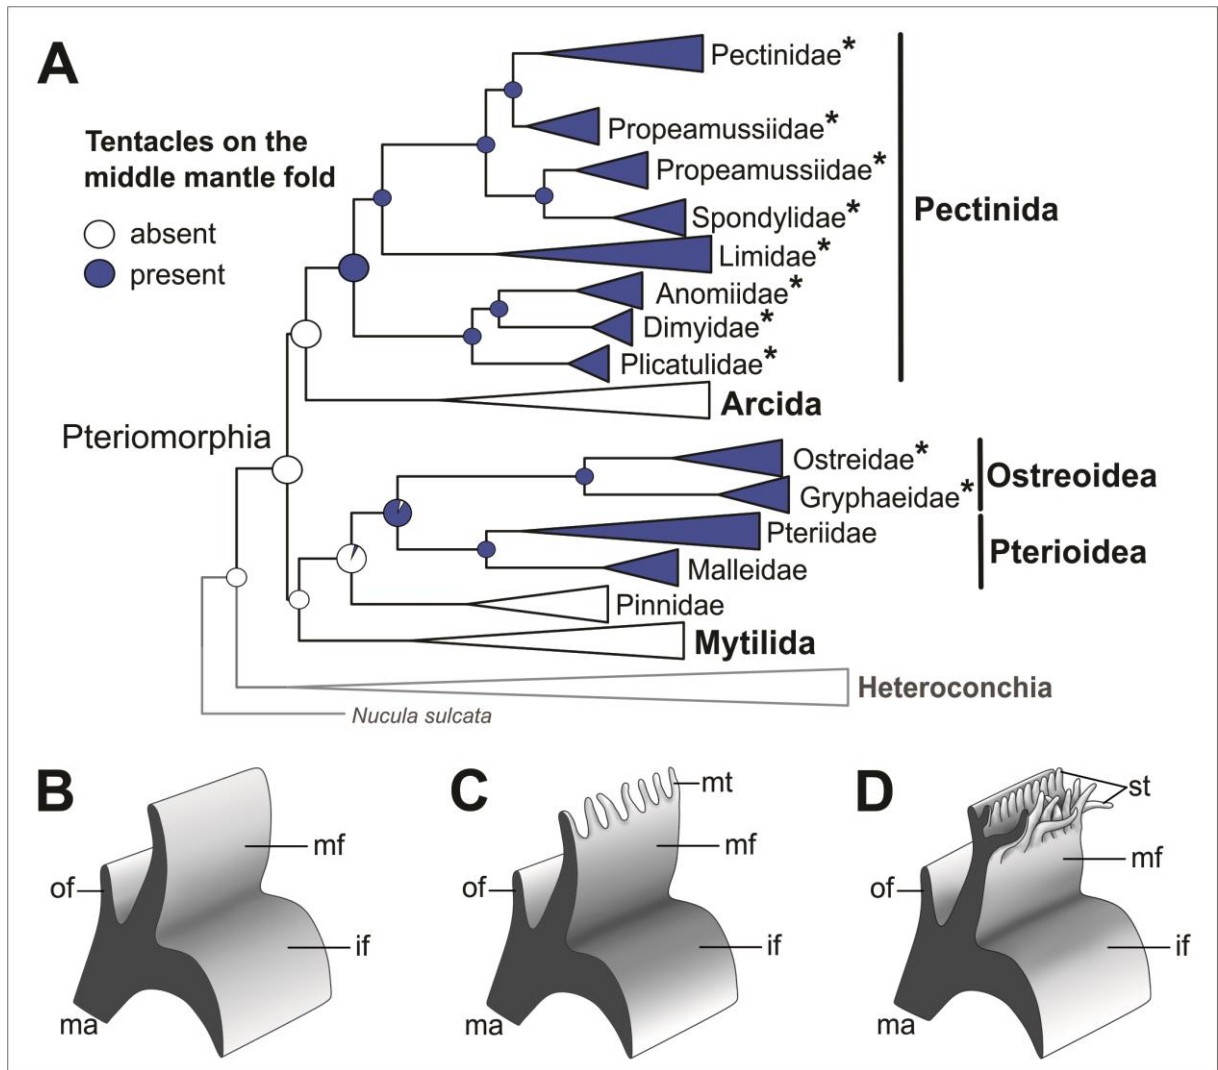 A
Tentacles on the
middle mantle fold
absent
present
Pectinidae*
Propeamussiidae*
Propeamussiidae*
Spondylidae*
Limidae*
Anomiidae*
Dimyidae*
Plicatulidae*
Pectinida
Arcida
Pteriomorphia
Ostreidae*
Gryphaeidae*
Ostreoidea
Pteriidae
Malleidae
Pterioidea
Pinnidae
Mytilida
Heteroconchia
Nucula sulcata
B
mf
of
if
ma
C
mt
mf
of
if
ma
D
st
mf
of
if
ma